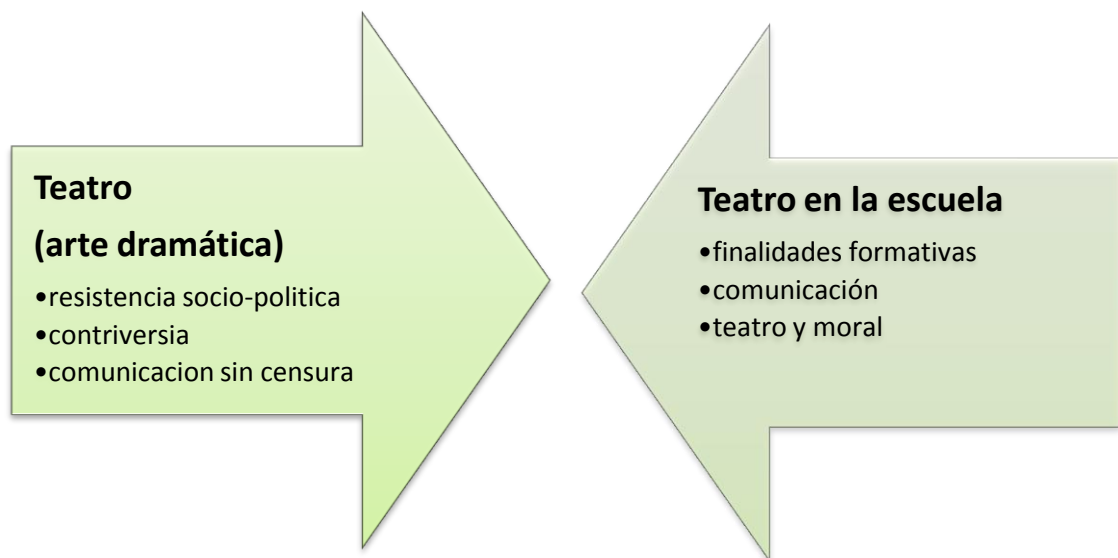 Teatro
(arte dramática)
•resistencia socio-politica
•contriversia
•comunicacion sin censura
Teatro en la escuela
•finalidades formativas
•comunicación
•teatro y moral